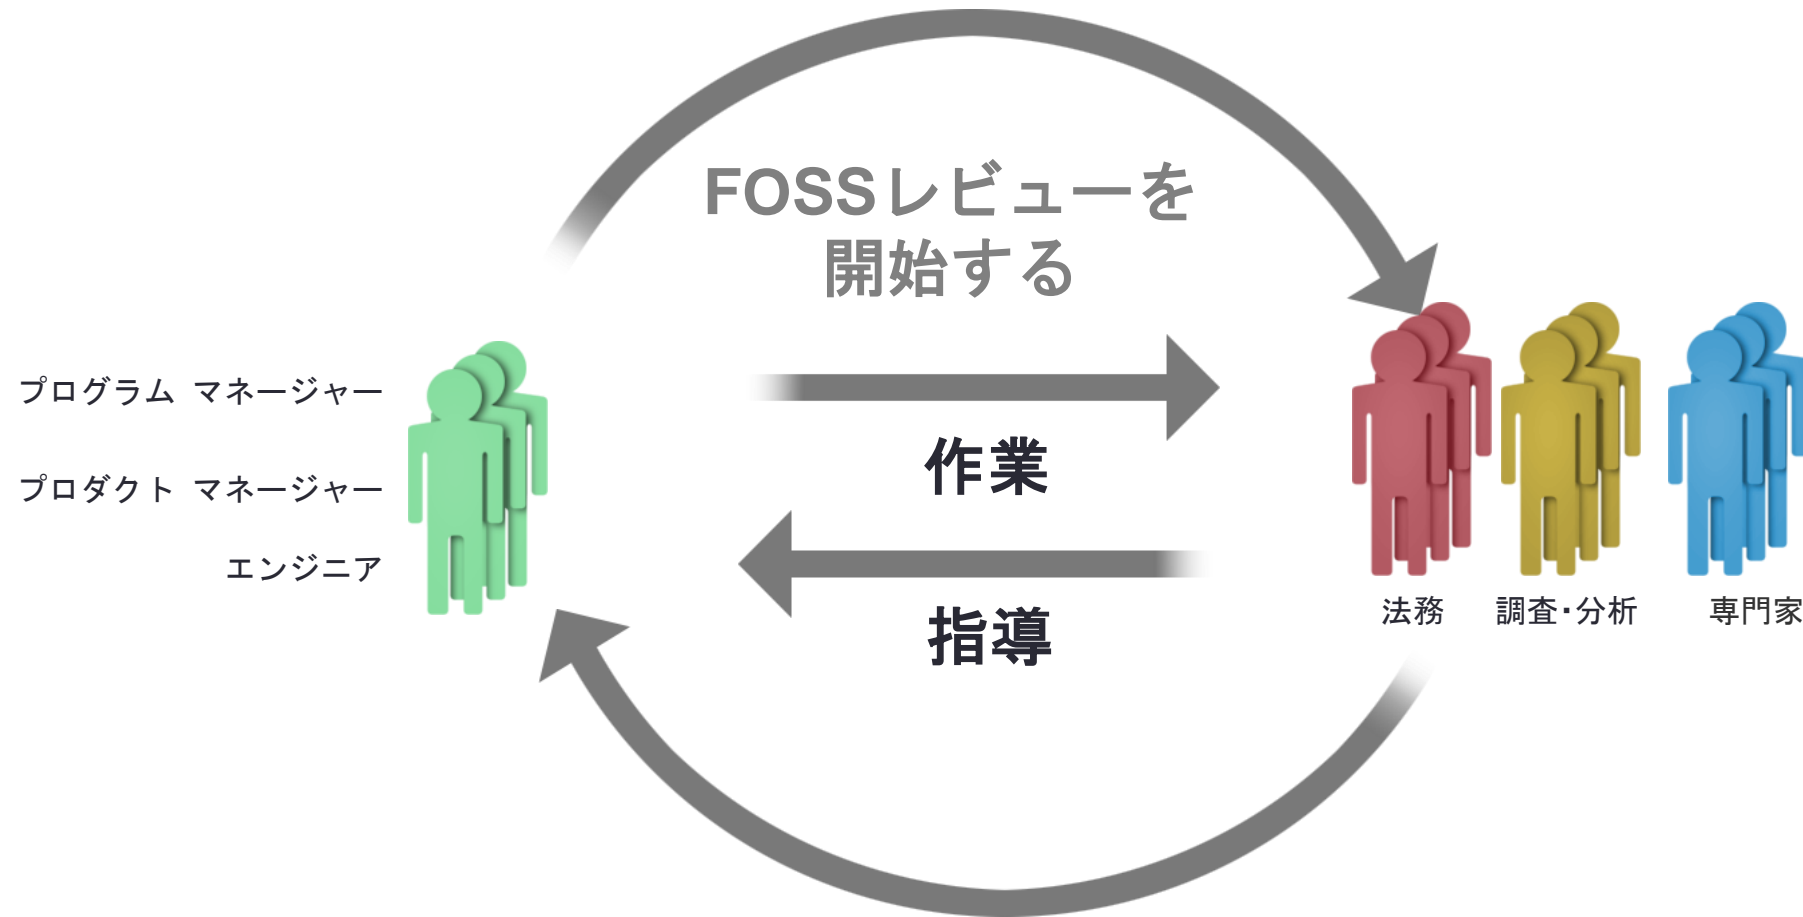 FOSSレビューを
開始する
プログラム マネージャー
プロダクト マネージャー
エンジニア
作業
指導
法務
調査・分析
専門家